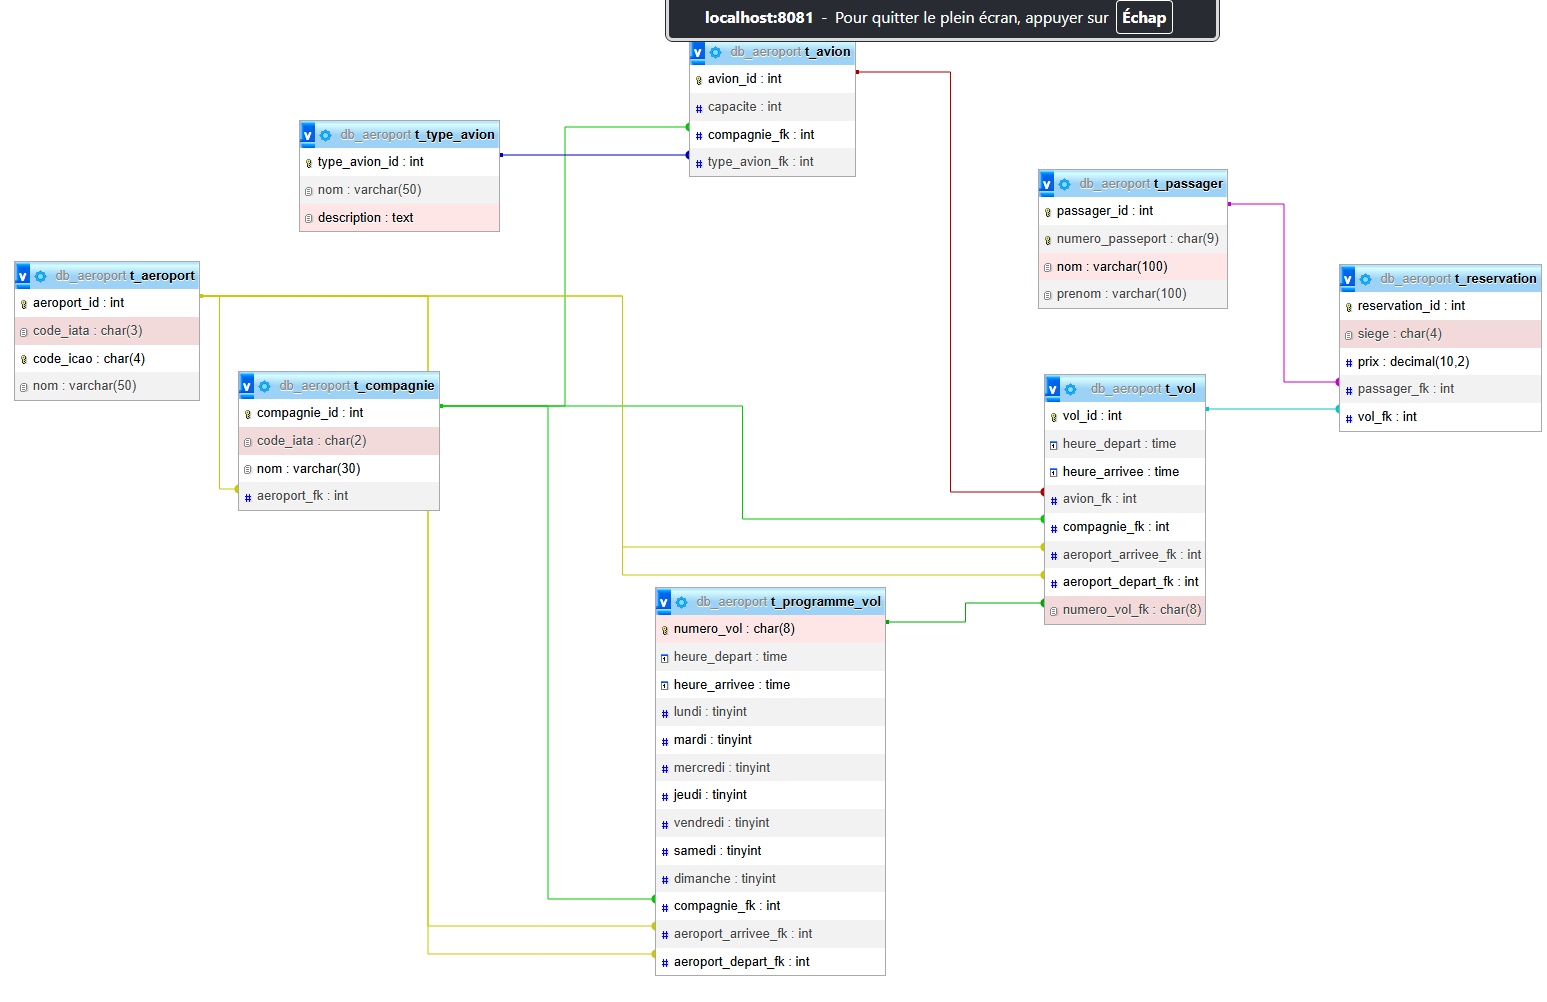 localhost:8081 - Pour quitter le plein écran, appuyer sur Échap
v db_aeroport t_avion
avion_id : int
# capacite : int
# compagnie_fk : int
# type_avion_fk : int
v db_aeroport t_type_avion
type_avion_id : int
nom : varchar(50)
description : text
v db_aeroport t_passager
passager_id : int
numero_passeport : char(9)
nom : varchar(100)
prenom : varchar(100)
v db_aeroport t_aeroport
aeroport_id : int
code_iata : char(3)
code_icao : char(4)
nom : varchar(50)
v db_aeroport t_reservation
reservation_id : int
siege : char(4)
# prix : decimal(10,2)
# passager_fk : int
# vol_fk : int
v db_aeroport t_compagnie
compagnie_id : int
code_iata : char(2)
nom : varchar(30)
# aeroport_fk : int
v db_aeroport t_vol
vol_id : int
heure_depart : time
heure_arrivee : time
# avion_fk : int
# compagnie_fk : int
# aeroport_arrivee_fk : int
# aeroport_depart_fk : int
numero_vol_fk : char(8)
v db_aeroport t_programme_vol
numero_vol : char(8)
heure_depart : time
heure_arrivee : time
# lundi : tinyint
# mardi : tinyint
# mercredi : tinyint
# jeudi : tinyint
# vendredi : tinyint
# samedi : tinyint
# dimanche : tinyint
# compagnie_fk : int
# aeroport_arrivee_fk : int
# aeroport_depart_fk : int